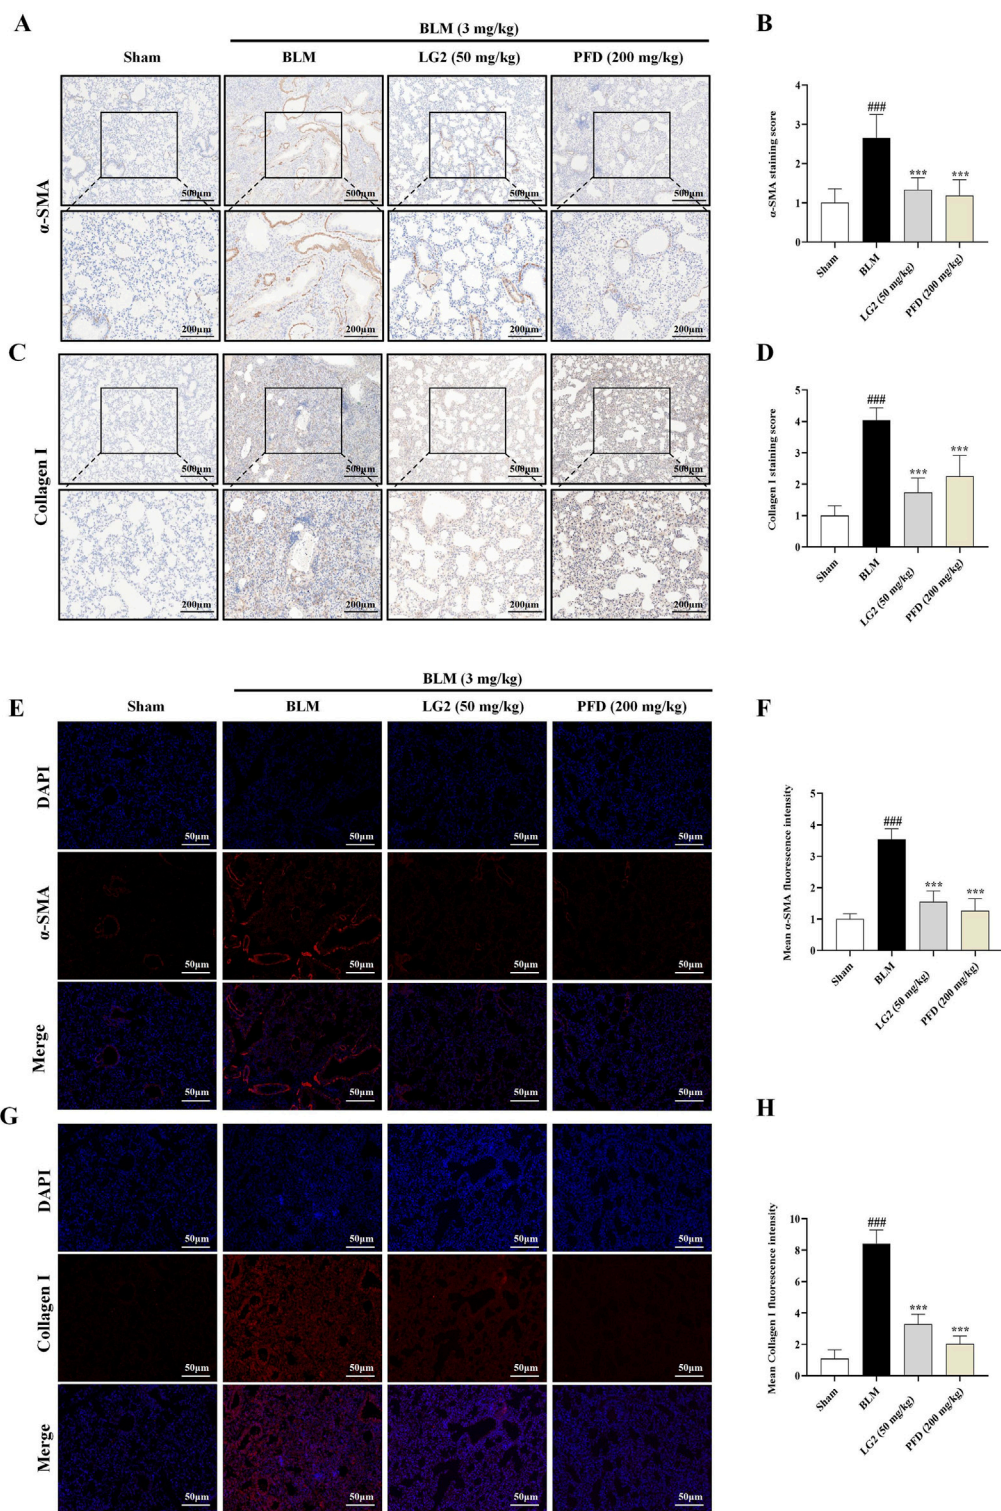 A
BLM (3 mg/kg)
Sham
BLM
LG2 (50 mg/kg)
PFD (200 mg/kg)
α-SMA
500μm
500μm
500μm
500μm
200μm
200μm
200μm
200μm
B
α-SMA staining score
4
3
2
1
0
###
***
***
Sham
BLM
LG2 (50 mg/kg)
PFD (200 mg/kg)
C
Collagen I
500μm
500μm
500μm
500μm
200μm
200μm
200μm
200μm
D
Collagen I staining score
5
4
3
2
1
0
###
***
***
Sham
BLM
LG2 (50 mg/kg)
PFD (200 mg/kg)
E
BLM (3 mg/kg)
Sham
BLM
LG2 (50 mg/kg)
PFD (200 mg/kg)
DAPI
50μm
50μm
50μm
50μm
α-SMA
50μm
50μm
50μm
50μm
Merge
50μm
50μm
50μm
50μm
F
Mean α-SMA fluorescence intensity
5
4
3
2
1
0
###
***
***
Sham
BLM
LG2 (50 mg/kg)
PFD (200 mg/kg)
G
DAPI
50μm
50μm
50μm
50μm
Collagen I
50μm
50μm
50μm
50μm
Merge
50μm
50μm
50μm
50μm
H
Mean Collagen I fluorescence intensity
10
8
6
4
2
0
###
***
***
Sham
BLM
LG2 (50 mg/kg)
PFD (200 mg/kg)